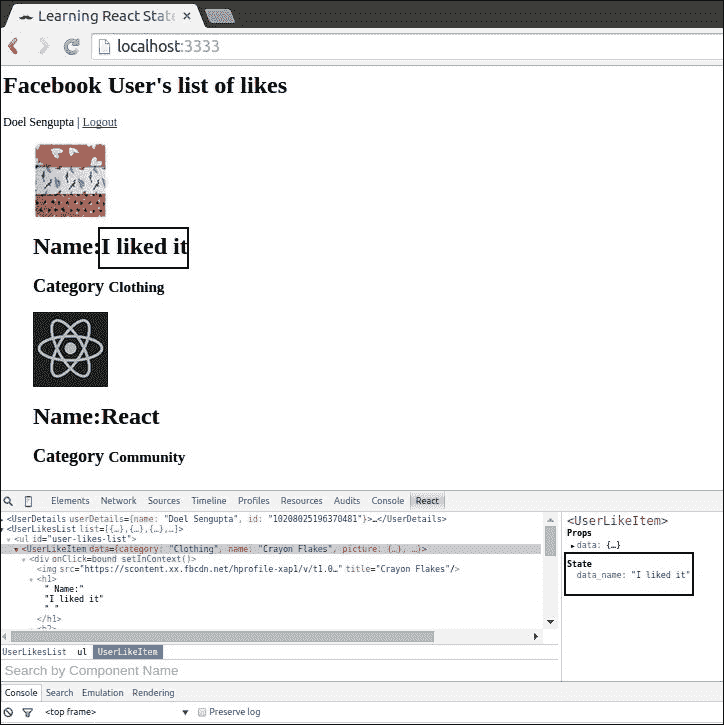 Learning React State
localhost:3333
Facebook User's list of likes
Doel Sengupta | Logout
Name:I liked it
Category Clothing
Name:React
Category Community
Elements Network Sources Timeline Profiles Resources Audits Console React
<UserDetails userDetails={name: "Doel Sengupta", id: "10208025196370481"}>…</UserDetails>
<UserLikesList list=[{…},{…},{…},…]>
<ul id="user-likes-list">
<UserLikeItem data={category: "Clothing", name: "Crayon Flakes", picture: {…}, …}>
<div onClick=bound setInContext()>
<img src="https://scontent.xx.fbcdn.net/hprofile-xap1/v/t1.0…" title="Crayon Flakes"/>
<h1>
" Name:"
"I liked it"
" "
</h1>
<h2>
UserLikesList ul UserLikeItem
Search by Component Name
<UserLikeItem>
Props
data: {…}
State
data_name: "I liked it"
Console Search Emulation Rendering
<top frame> Preserve log